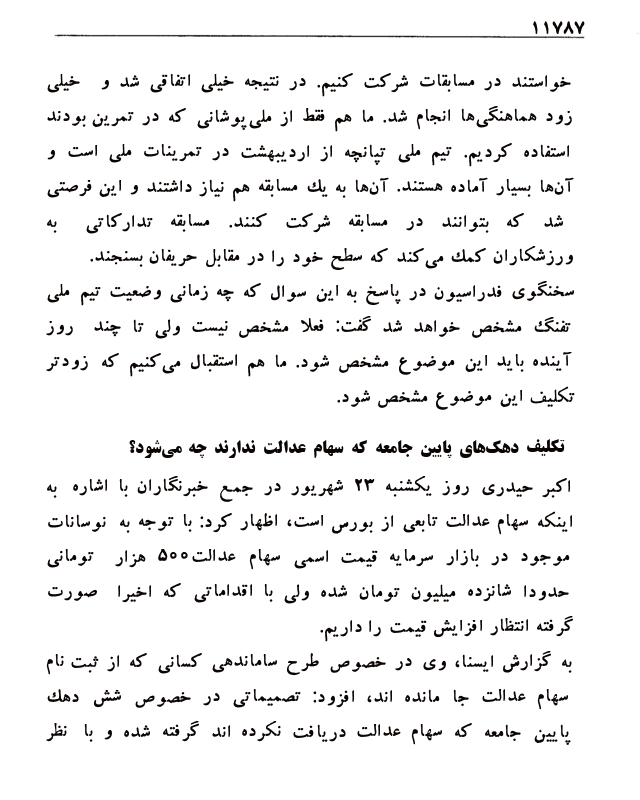 ۱۱۷۸۷
خواستند در مسابقات شرکت کنیم. در نتیجه خیلی اتفاقی شد و خیلی
زود هماهنگی‌ها انجام شد. ما هم فقط از ملی‌پوشانی که در تمرین بودند
استفاده کردیم. تیم ملی تپانچه از اردیبهشت در تمرینات ملی است و
آن‌ها بسیار آماده هستند. آن‌ها به یك مسابقه هم نیاز داشتند و این فرصتی
شد که بتوانند در مسابقه شرکت کنند. مسابقه تدارکاتی به
ورزشکاران کمك می‌کند که سطح خود را در مقابل حریفان بسنجند.
سخنگوی فدراسیون در پاسخ به این سوال که چه زمانی وضعیت تیم ملی
تفنگ مشخص خواهد شد گفت: فعلا مشخص نیست ولی تا چند روز
آینده باید این موضوع مشخص شود. ما هم استقبال می‌کنیم که زودتر
تکلیف این موضوع مشخص شود.
تکلیف دهک‌های پایین جامعه که سهام عدالت ندارند چه می‌شود؟
اکبر حیدری روز یکشنبه ۲۳ شهریور در جمع خبرنگاران با اشاره به
اینکه سهام عدالت تابعی از بورس است، اظهار کرد: با توجه به نوسانات
موجود در بازار سرمایه قیمت اسمی سهام عدالت۵۰۰ هزار تومانی
حدودا شانزده میلیون تومان شده ولی با اقداماتی که اخیرا صورت
گرفته انتظار افزایش قیمت را داریم.
به گزارش ایسنا، وی در خصوص طرح ساماندهی کسانی که از ثبت نام
سهام عدالت جا مانده اند، افزود: تصمیماتی در خصوص شش دهك
پایین جامعه که سهام عدالت دریافت نکرده اند گرفته شده و با نظر